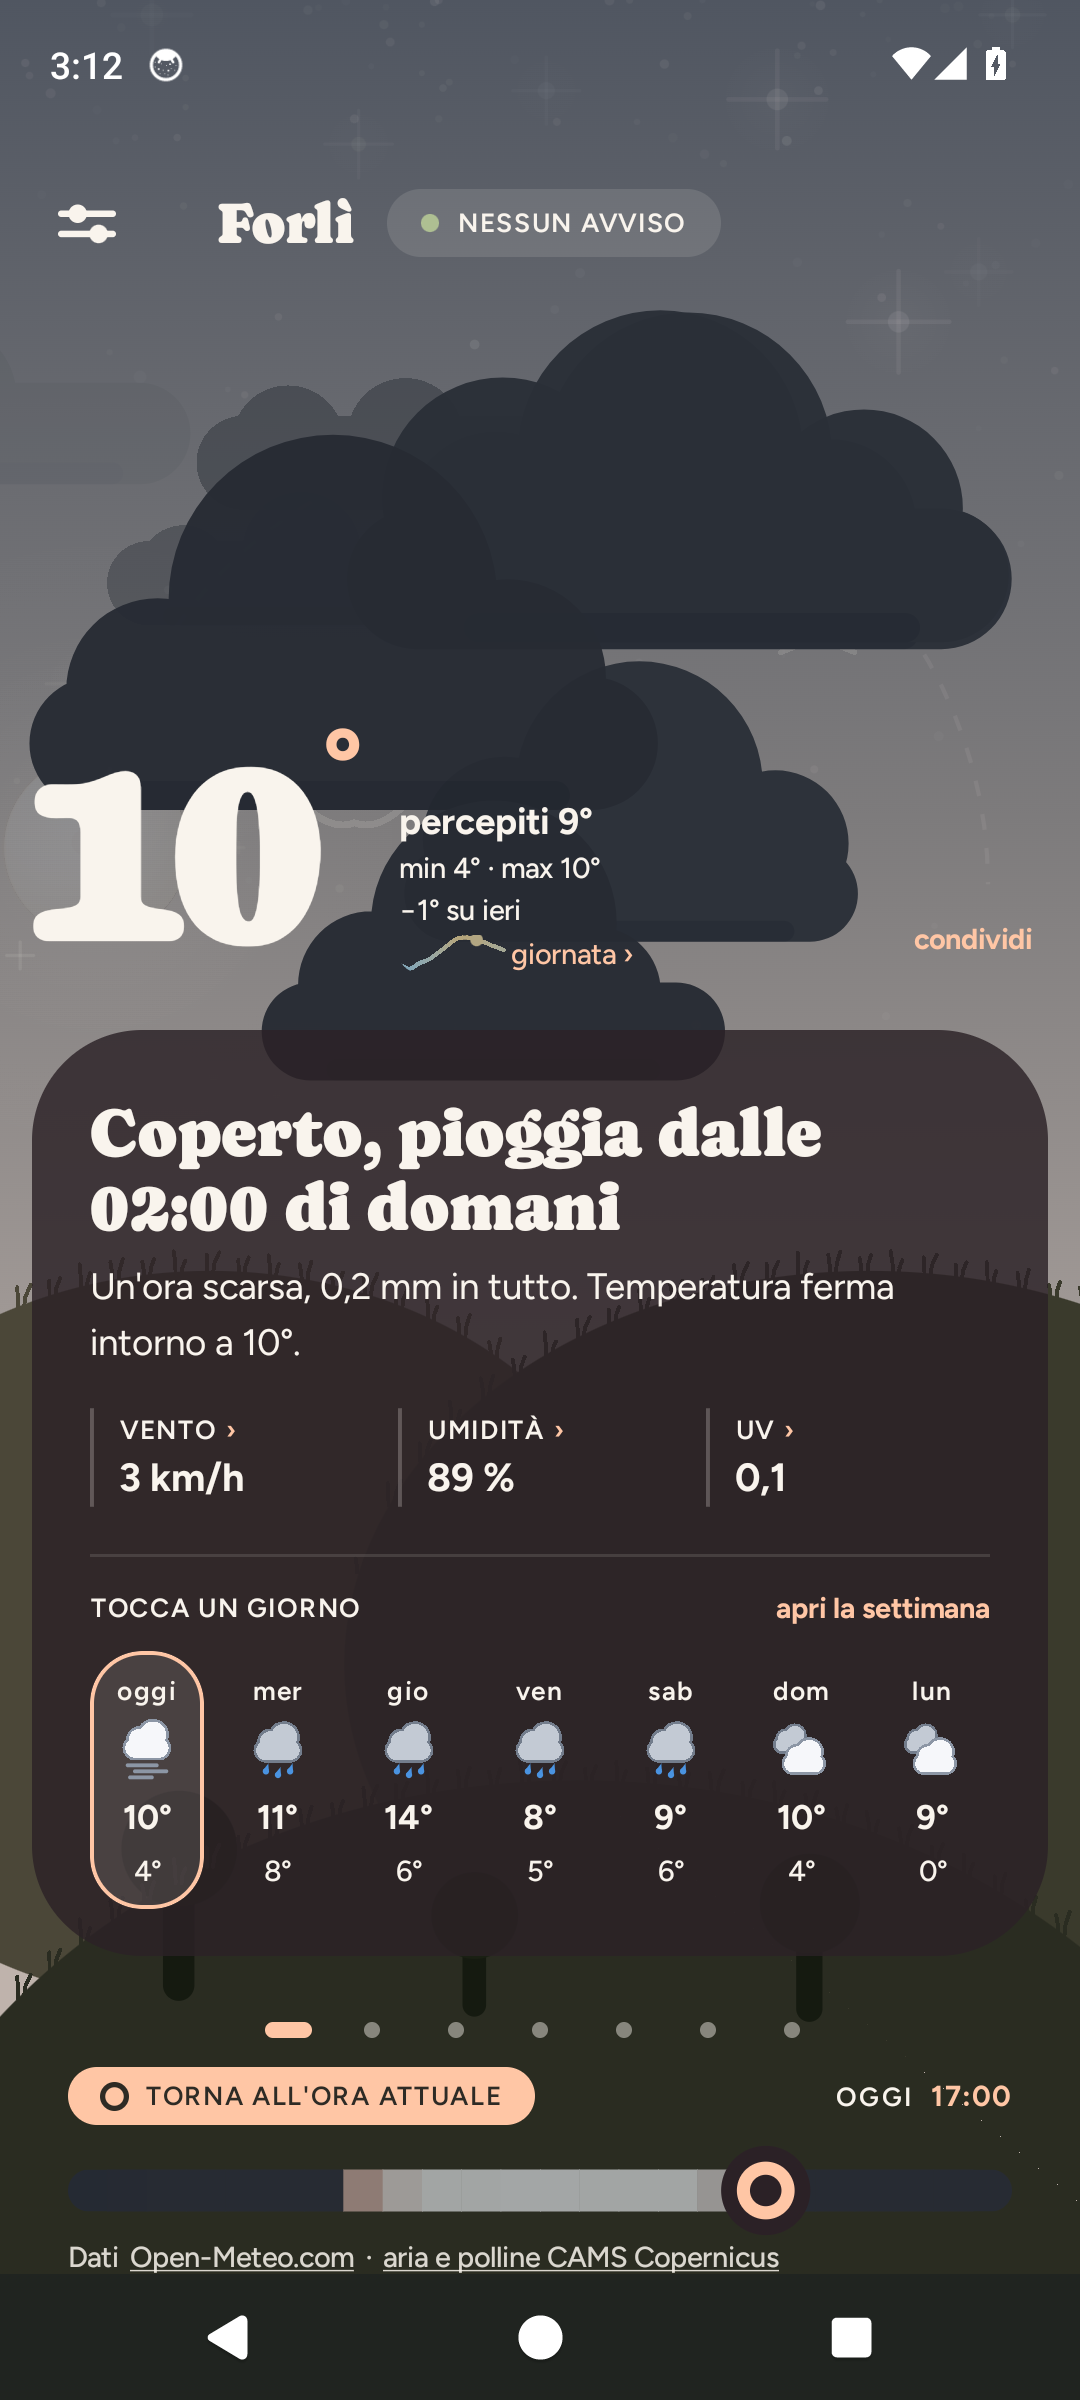 3:12
Forlì
NESSUN AVVISO
10°
percepiti 9°
min 4° · max 10°
−1° su ieri
giornata ›
condividi
Coperto, pioggia dalle
02:00 di domani
Un'ora scarsa, 0,2 mm in tutto. Temperatura ferma
intorno a 10°.
VENTO › UMIDITÀ › UV ›
3 km/h 89 % 0,1
TOCCA UN GIORNO apri la settimana
oggi mer gio ven sab dom lun
10° 11° 14° 8° 9° 10° 9°
4° 8° 6° 5° 6° 4° 0°
TORNA ALL'ORA ATTUALE OGGI 17:00
Dati Open-Meteo.com · aria e polline CAMS Copernicus